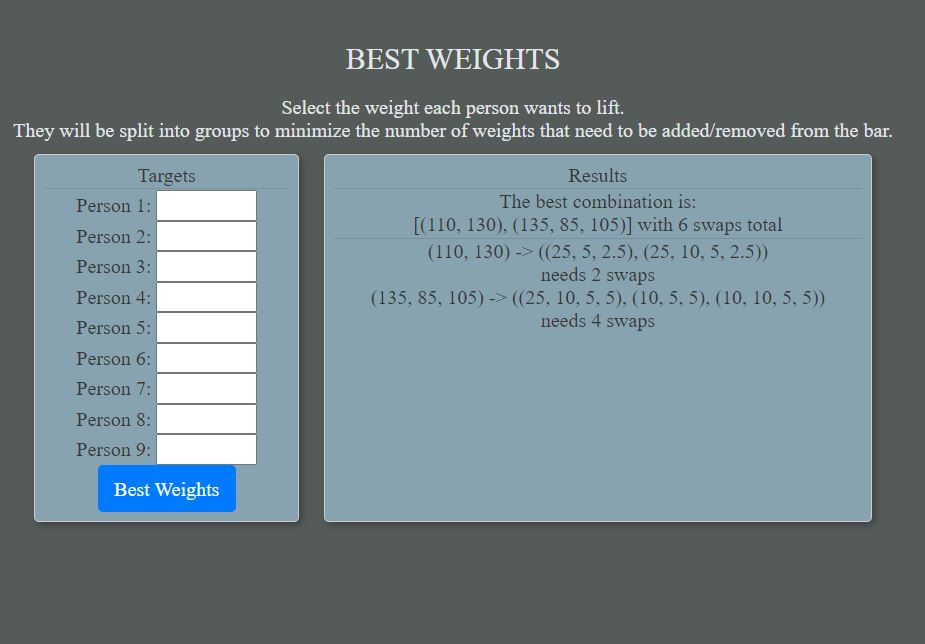 BEST WEIGHTS
Select the weight each person wants to lift.
They will be split into groups to minimize the number of weights that need to be added/removed from the bar.
Targets
Person 1:
Person 2:
Person 3:
Person 4:
Person 5:
Person 6:
Person 7:
Person 8:
Person 9:
Best Weights
Results
The best combination is:
[(110, 130), (135, 85, 105)] with 6 swaps total
(110, 130) -> ((25, 5, 2.5), (25, 10, 5, 2.5))
needs 2 swaps
(135, 85, 105) -> ((25, 10, 5, 5), (10, 5, 5), (10, 10, 5, 5))
needs 4 swaps